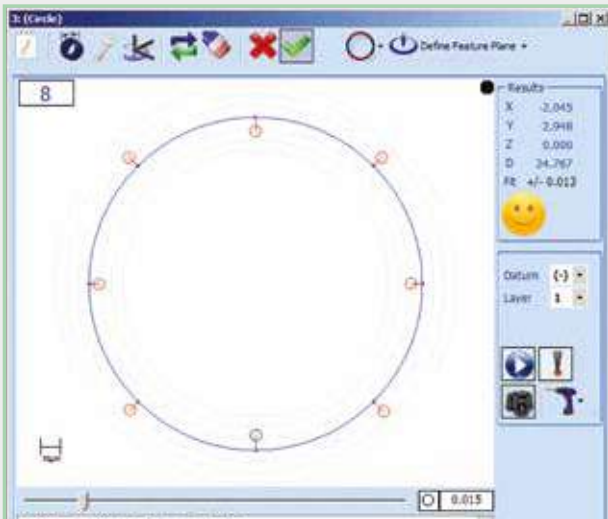 3: (Circle)
Define Feature Plane
8
Results
X -2.045
Y 2.948
Z 0.000
D 24.767
Fit +/- 0.013
Datum (-)
Layer 1
0.015